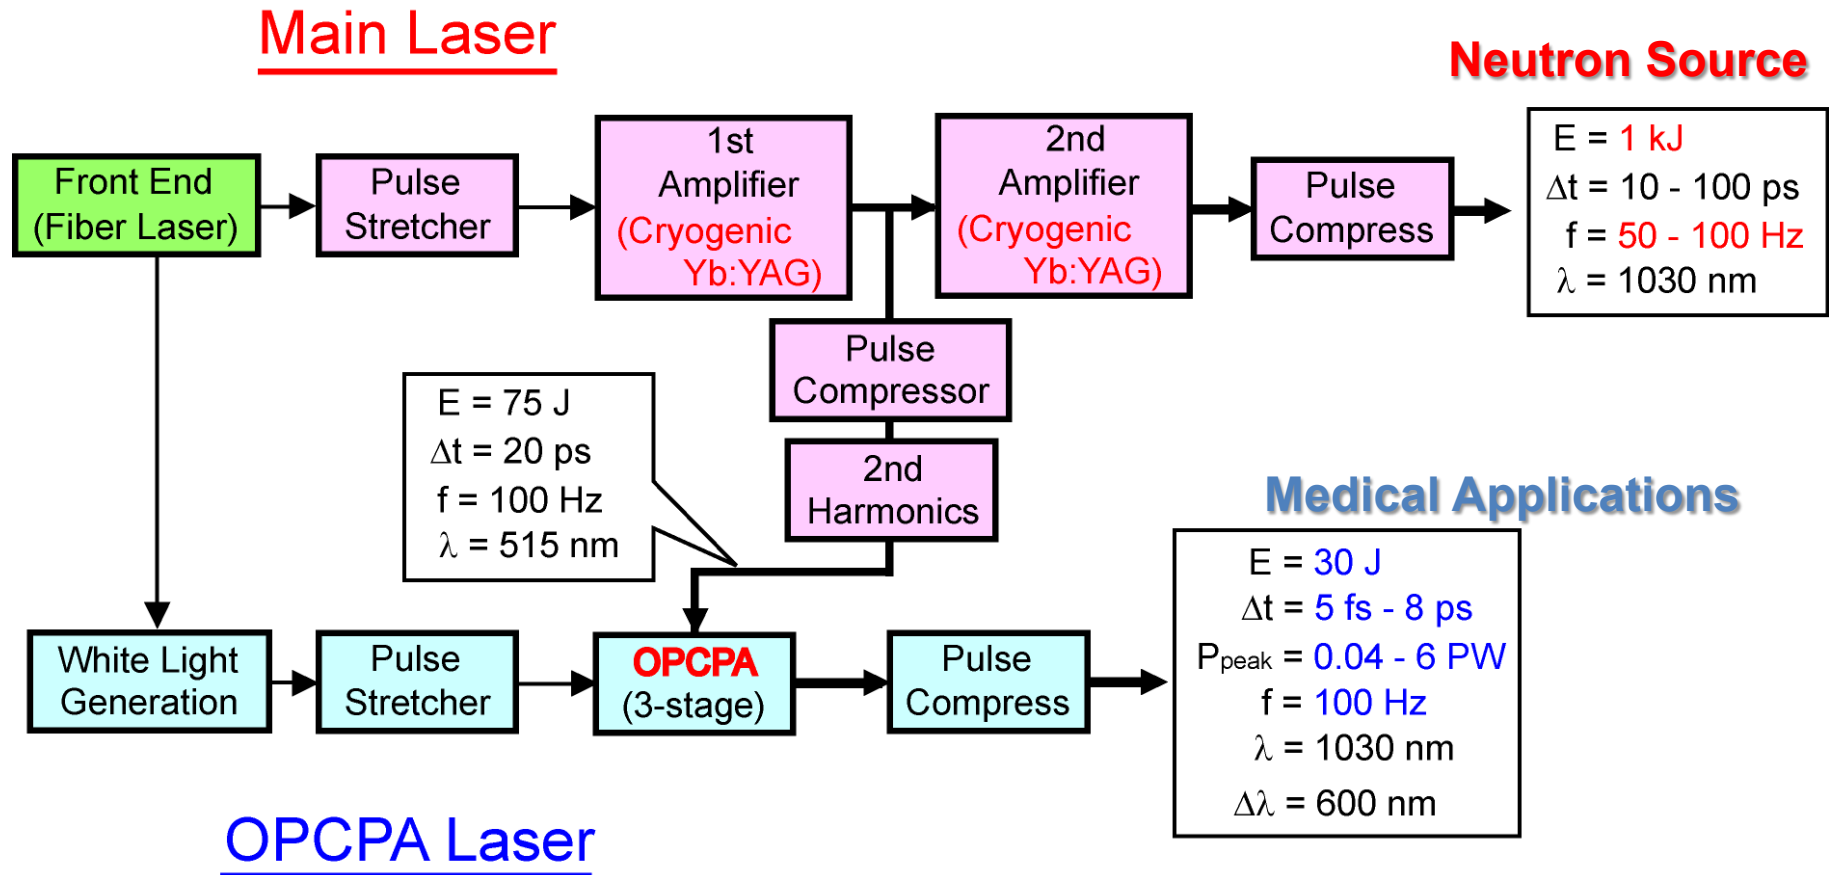 Main Laser
Neutron Source
Front End
(Fiber Laser)
Pulse
Stretcher
1st
Amplifier
(Cryogenic
Yb:YAG)
2nd
Amplifier
(Cryogenic
Yb:YAG)
Pulse
Compress
E = 1 kJ
Δt = 10 - 100 ps
f = 50 - 100 Hz
λ = 1030 nm
Pulse
Compressor
2nd
Harmonics
E = 75 J
Δt = 20 ps
f = 100 Hz
λ = 515 nm
Medical Applications
White Light
Generation
Pulse
Stretcher
OPCPA
(3-stage)
Pulse
Compress
E = 30 J
Δt = 5 fs - 8 ps
Ppeak = 0.04 - 6 PW
f = 100 Hz
λ = 1030 nm
Δλ = 600 nm
OPCPA Laser